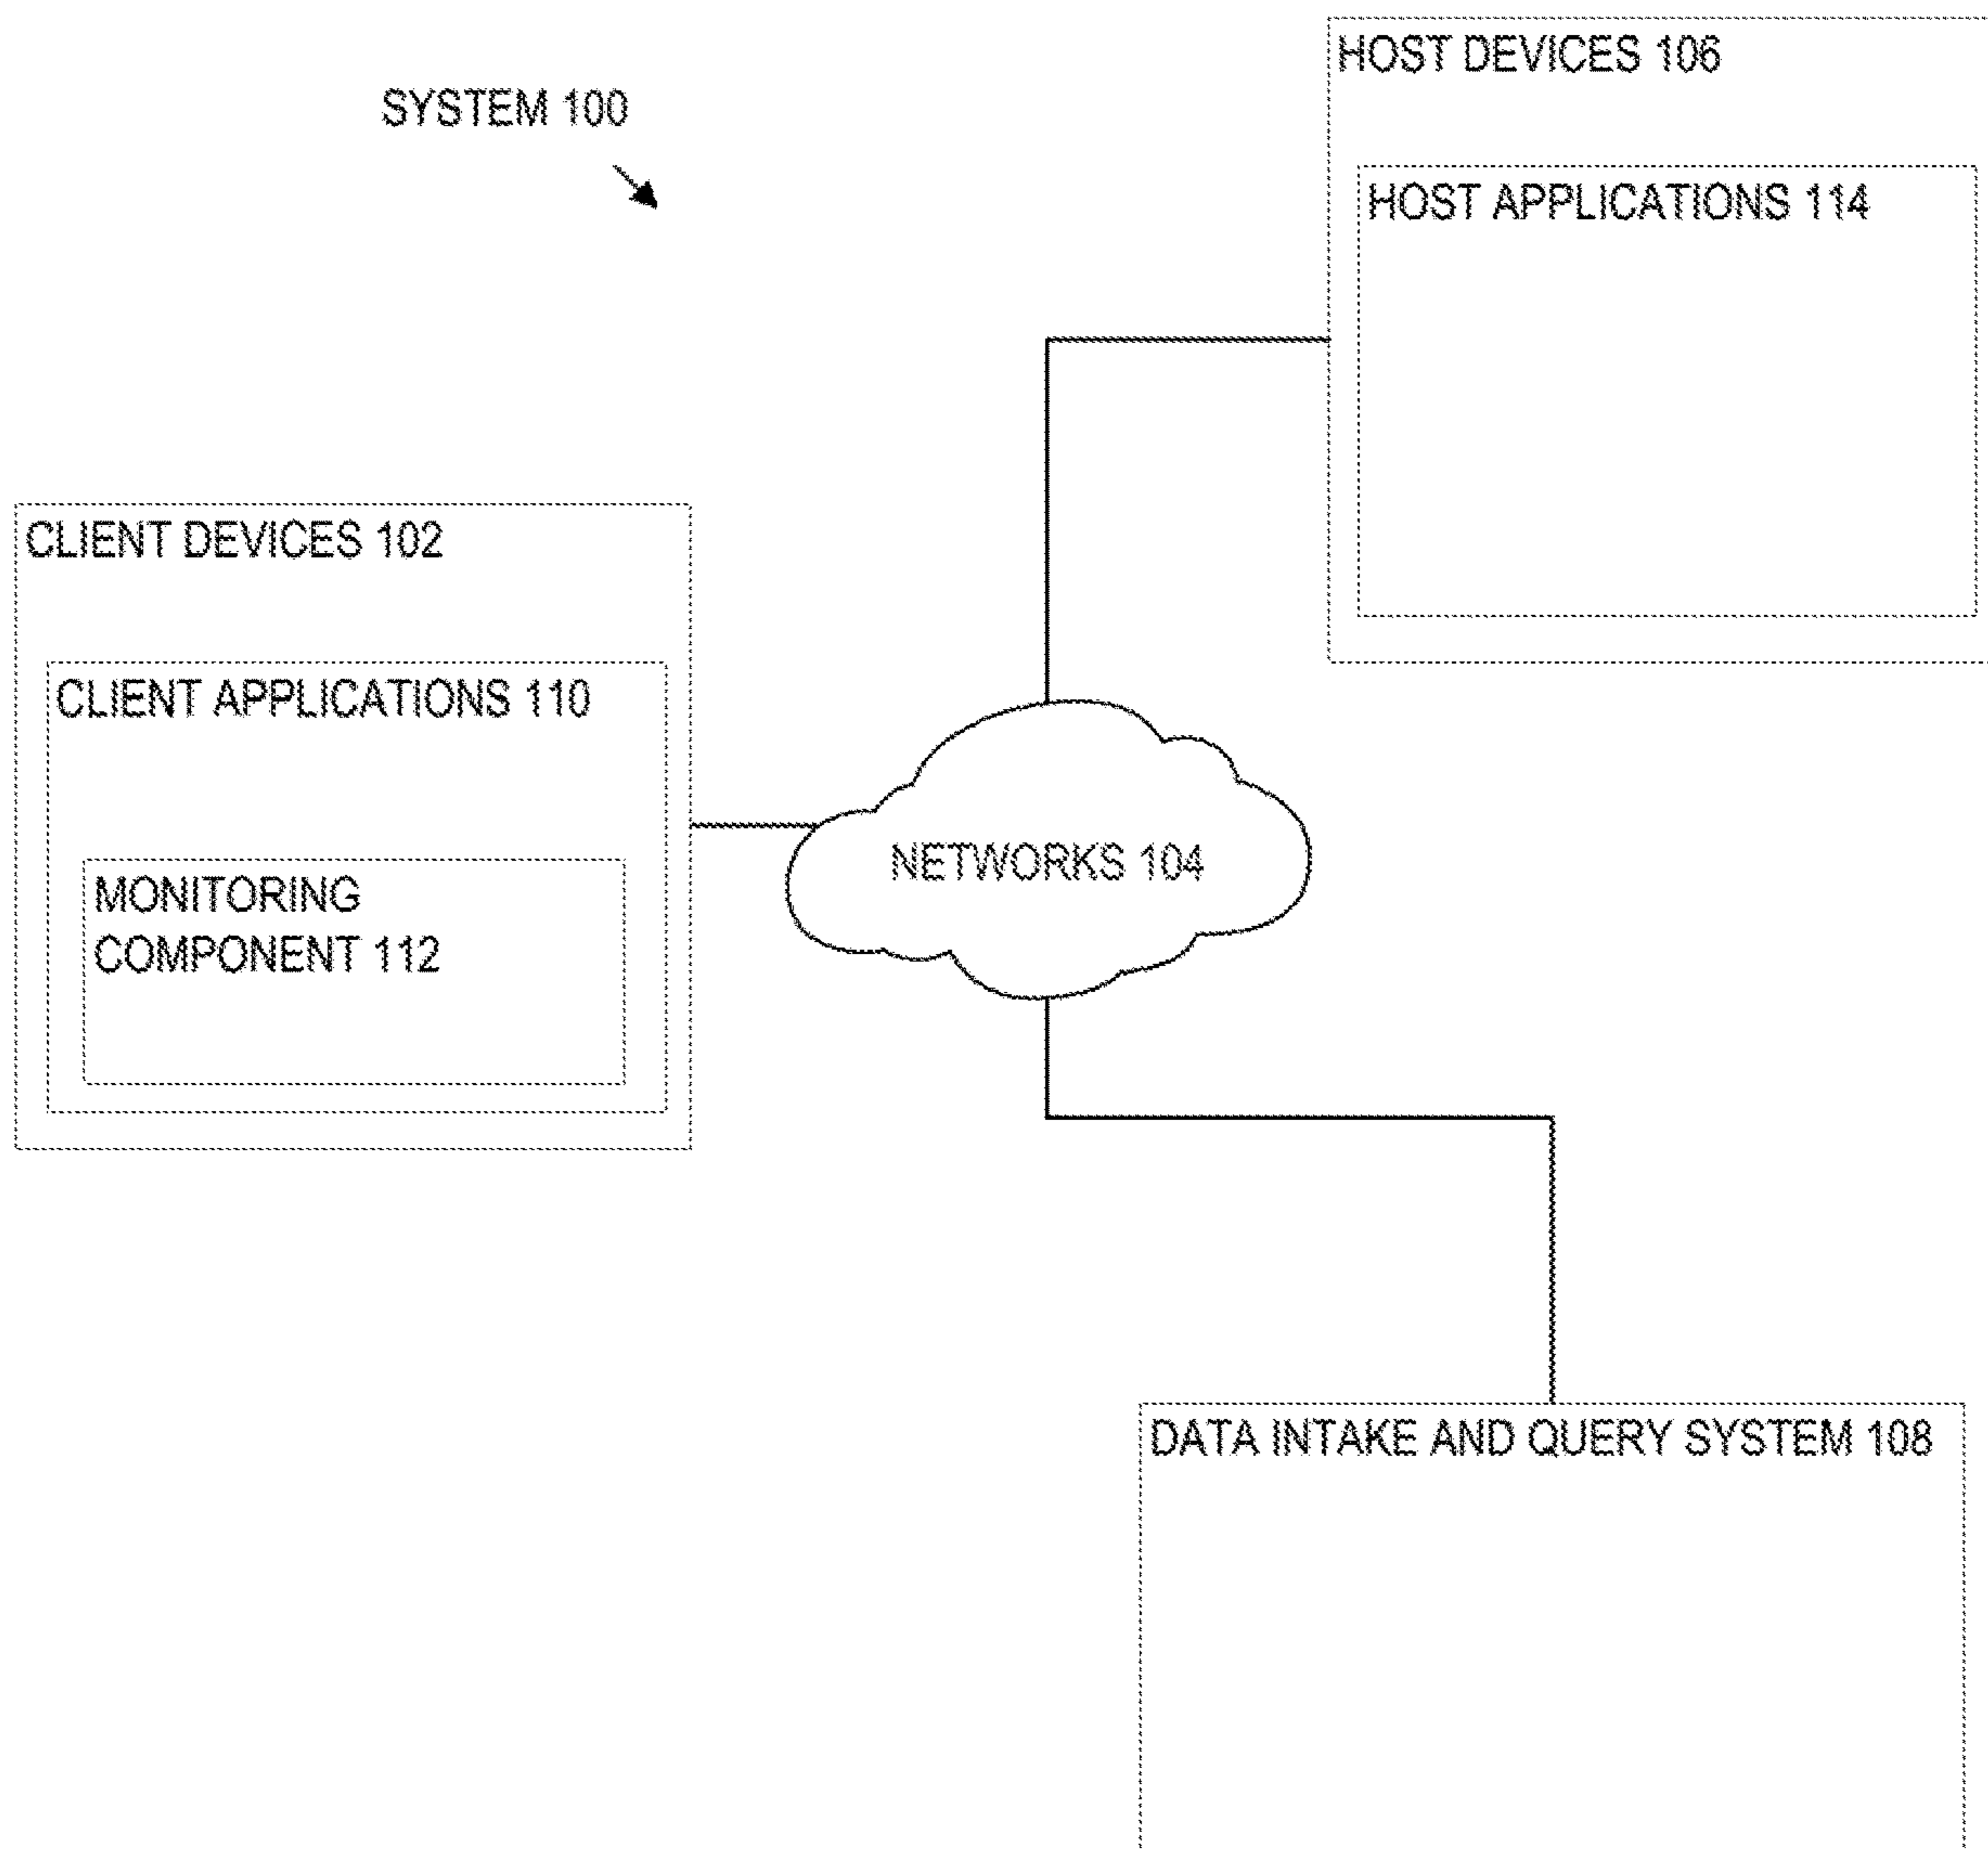 SYSTEM 100
HOST DEVICES 106
HOST APPLICATIONS 114
CLIENT DEVICES 102
CLIENT APPLICATIONS 110
MONITORING
COMPONENT 112
NETWORKS 104
DATA INTAKE AND QUERY SYSTEM 108